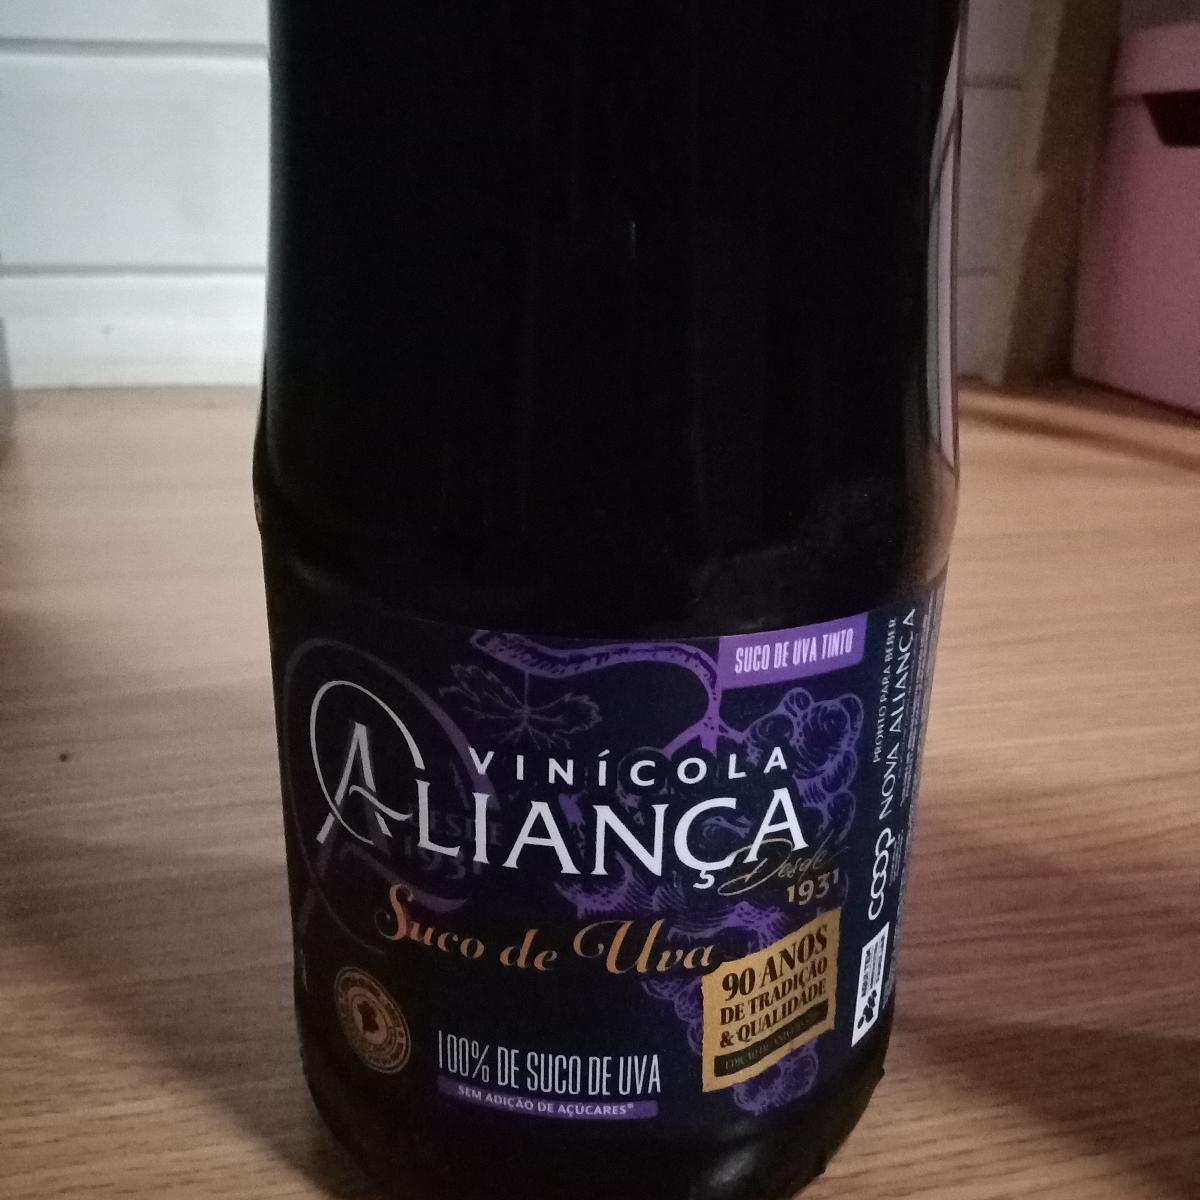 SUCO DE UVA TINTO
VINÍCOLA
ALIANÇA
Desde
1931
Suco de Uva
90 ANOS
DE TRADIÇÃO
& QUALIDADE
100% DE SUCO DE UVA
SEM ADIÇÃO DE AÇÚCARES*
PRONTO PARA BEBER
COOP NOVA ALIANÇA